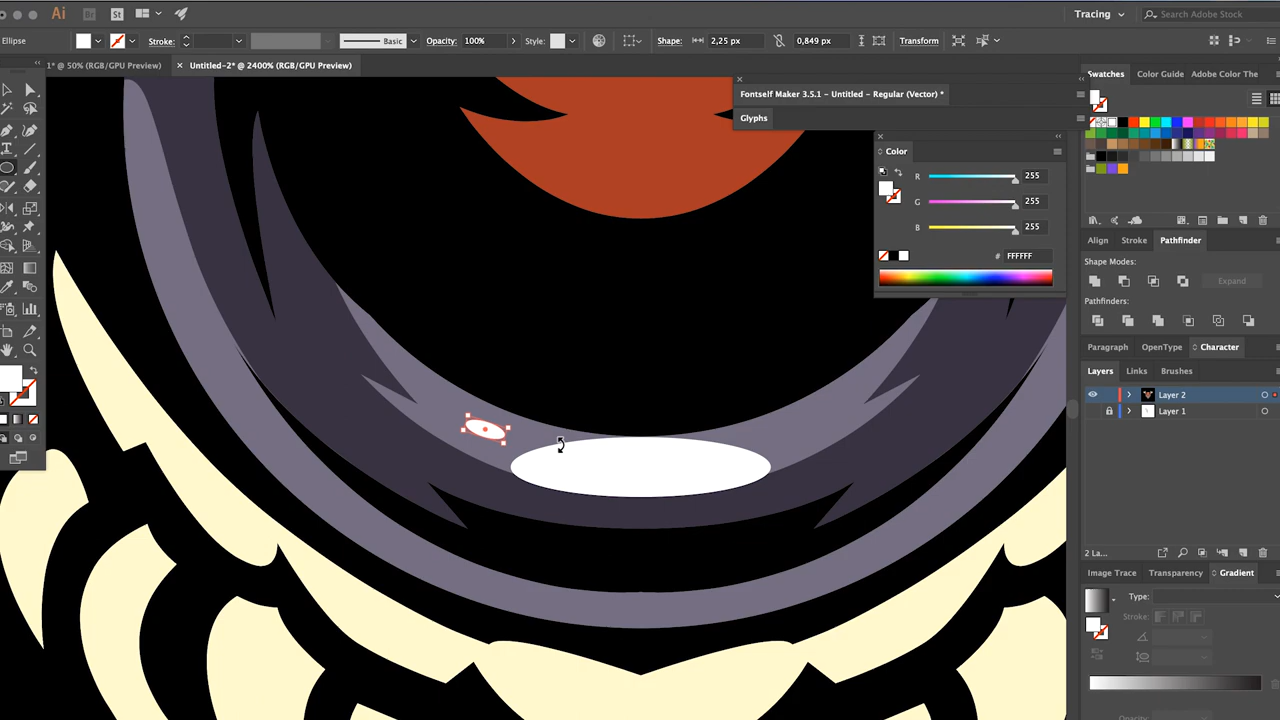 Ai Br St Tracing Search Adobe Stock
Ellipse Stroke: Basic Opacity: 100% Style: Shape: 2,25 px 0,849 px Transform
1* @ 50% (RGB/GPU Preview) × Untitled-2* @ 2400% (RGB/GPU Preview)
Swatches Color Guide Adobe Color The
Fontself Maker 3.5.1 – Untitled – Regular (Vector) *
Glyphs
Color
R 255
G 255
B 255
# FFFFFF
Align Stroke Pathfinder
Shape Modes:
Expand
Pathfinders:
Paragraph OpenType Character
Layers Links Brushes
Layer 2
Layer 1
2 La...
Image Trace Transparency Gradient
Type:
Stroke: